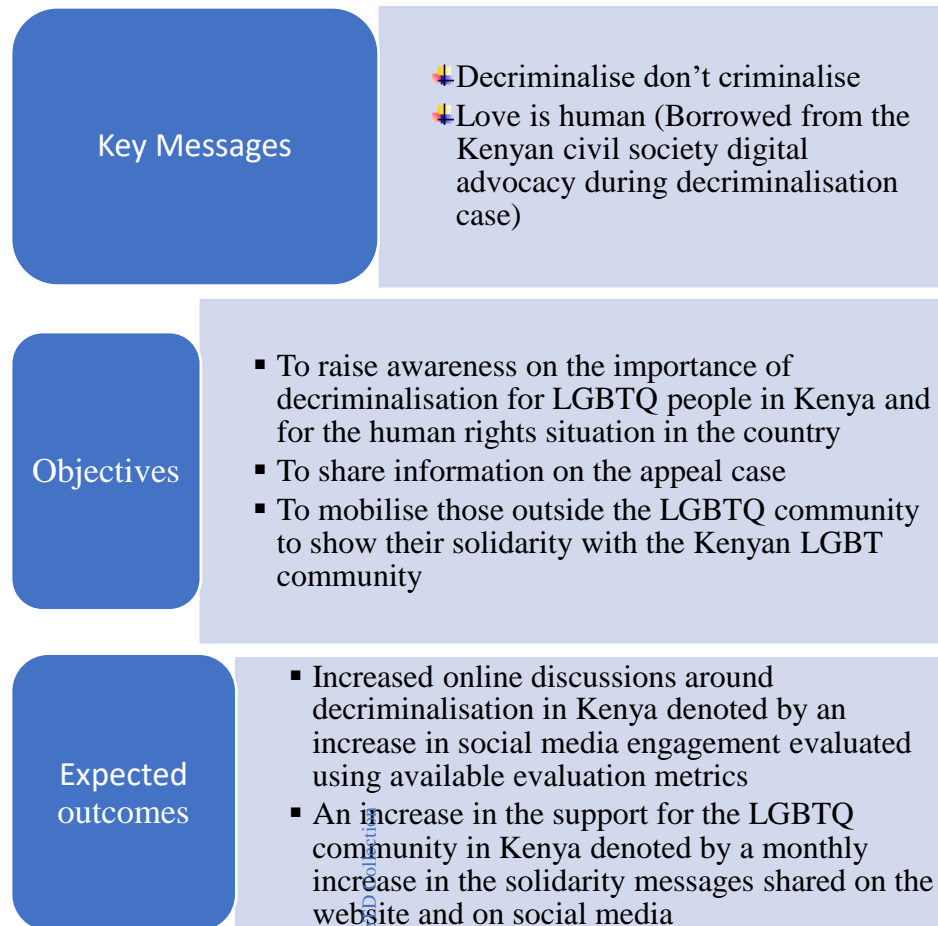 Key Messages
Decriminalise don’t criminalise
Love is human (Borrowed from the
Kenyan civil society digital
advocacy during decriminalisation
case)
Objectives
▪ To raise awareness on the importance of
decriminalisation for LGBTQ people in Kenya and
for the human rights situation in the country
▪ To share information on the appeal case
▪ To mobilise those outside the LGBTQ community
to show their solidarity with the Kenyan LGBT
community
Expected
outcomes
▪ Increased online discussions around
decriminalisation in Kenya denoted by an
increase in social media engagement evaluated
using available evaluation metrics
▪ An increase in the support for the LGBTQ
community in Kenya denoted by a monthly
increase in the solidarity messages shared on the
website and on social media
Collection